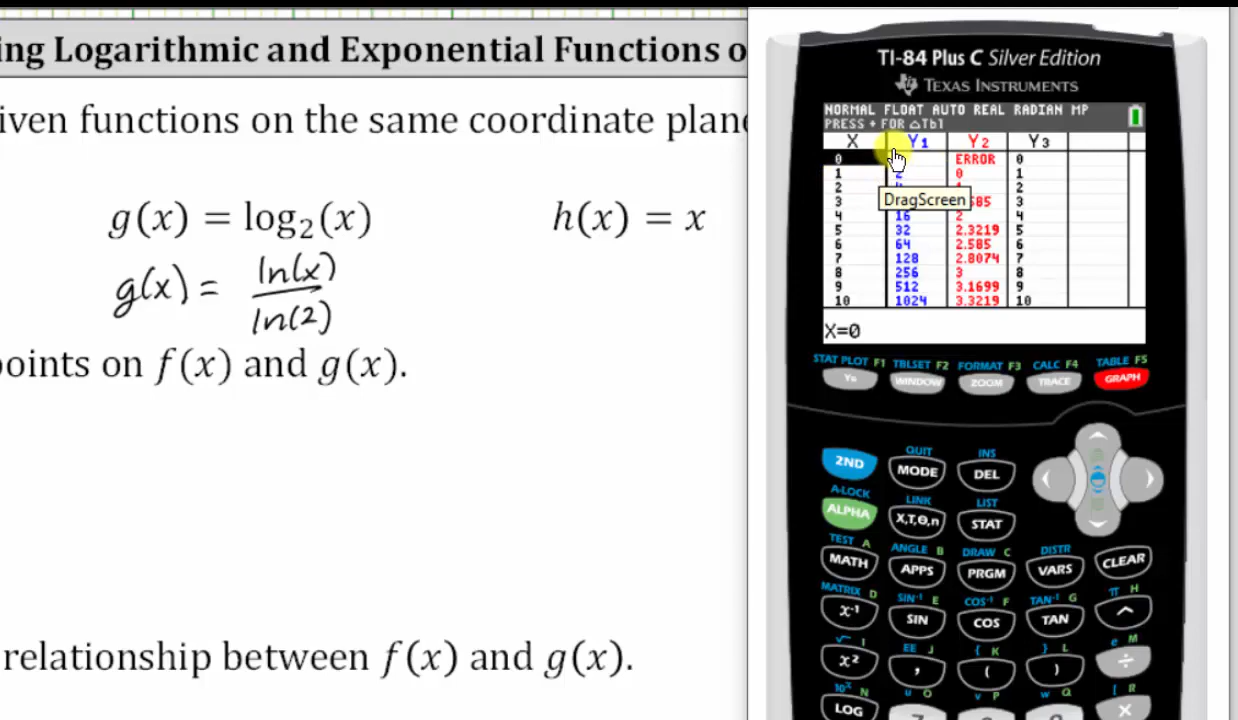 ing Logarithmic and Exponential Functions o
iven functions on the same coordinate plane
g(x) = log₂(x) h(x) = x
g(x) = ln(x) / ln(2)
points on f(x) and g(x).
relationship between f(x) and g(x).
TI-84 Plus C Silver Edition
TEXAS INSTRUMENTS
NORMAL FLOAT AUTO REAL RADIAN MP
PRESS + FOR △Tbl
X Y1 Y2 Y3
0 ERROR 0
1 2 0 1
2 2
3 3
DragScreen
4 16 2 4
5 32 2.3219 5
6 64 2.585 6
7 128 2.8074 7
8 256 3 8
9 512 3.1699 9
10 1024 3.3219 10
X=0
STAT PLOT F1 TBLSET F2 FORMAT F3 CALC F4 TABLE F5
Y= WINDOW ZOOM TRACE GRAPH
QUIT INS
2ND MODE DEL
A-LOCK LINK LIST
ALPHA X,T,Θ,n STAT
TEST A ANGLE B DRAW C DISTR
MATH APPS PRGM VARS CLEAR
MATRIX D SIN⁻¹ E COS⁻¹ F TAN⁻¹ G π H
x⁻¹ SIN COS TAN ^
√ I EE J { K } L e M
x² , ( ) ÷
10ˣ N u O v P w Q [ R
LOG 7 8 9 ×